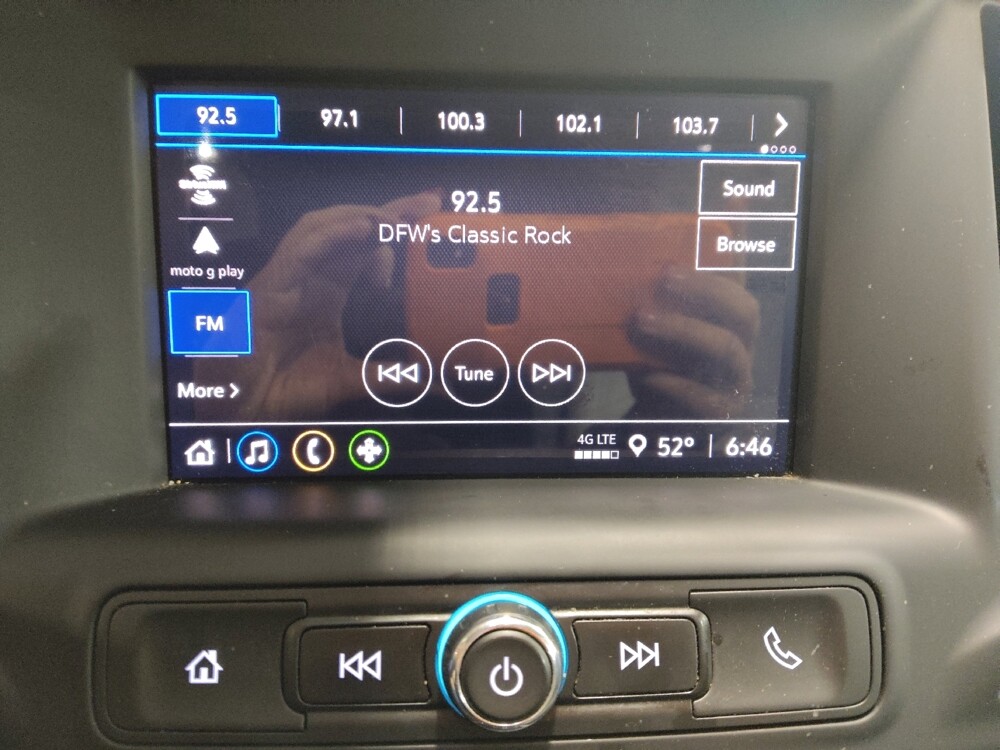 92.5
97.1
100.3
102.1
103.7
92.5
DFW's Classic Rock
Sound
Browse
moto g play
FM
More
Tune
4G LTE
52°
6:46